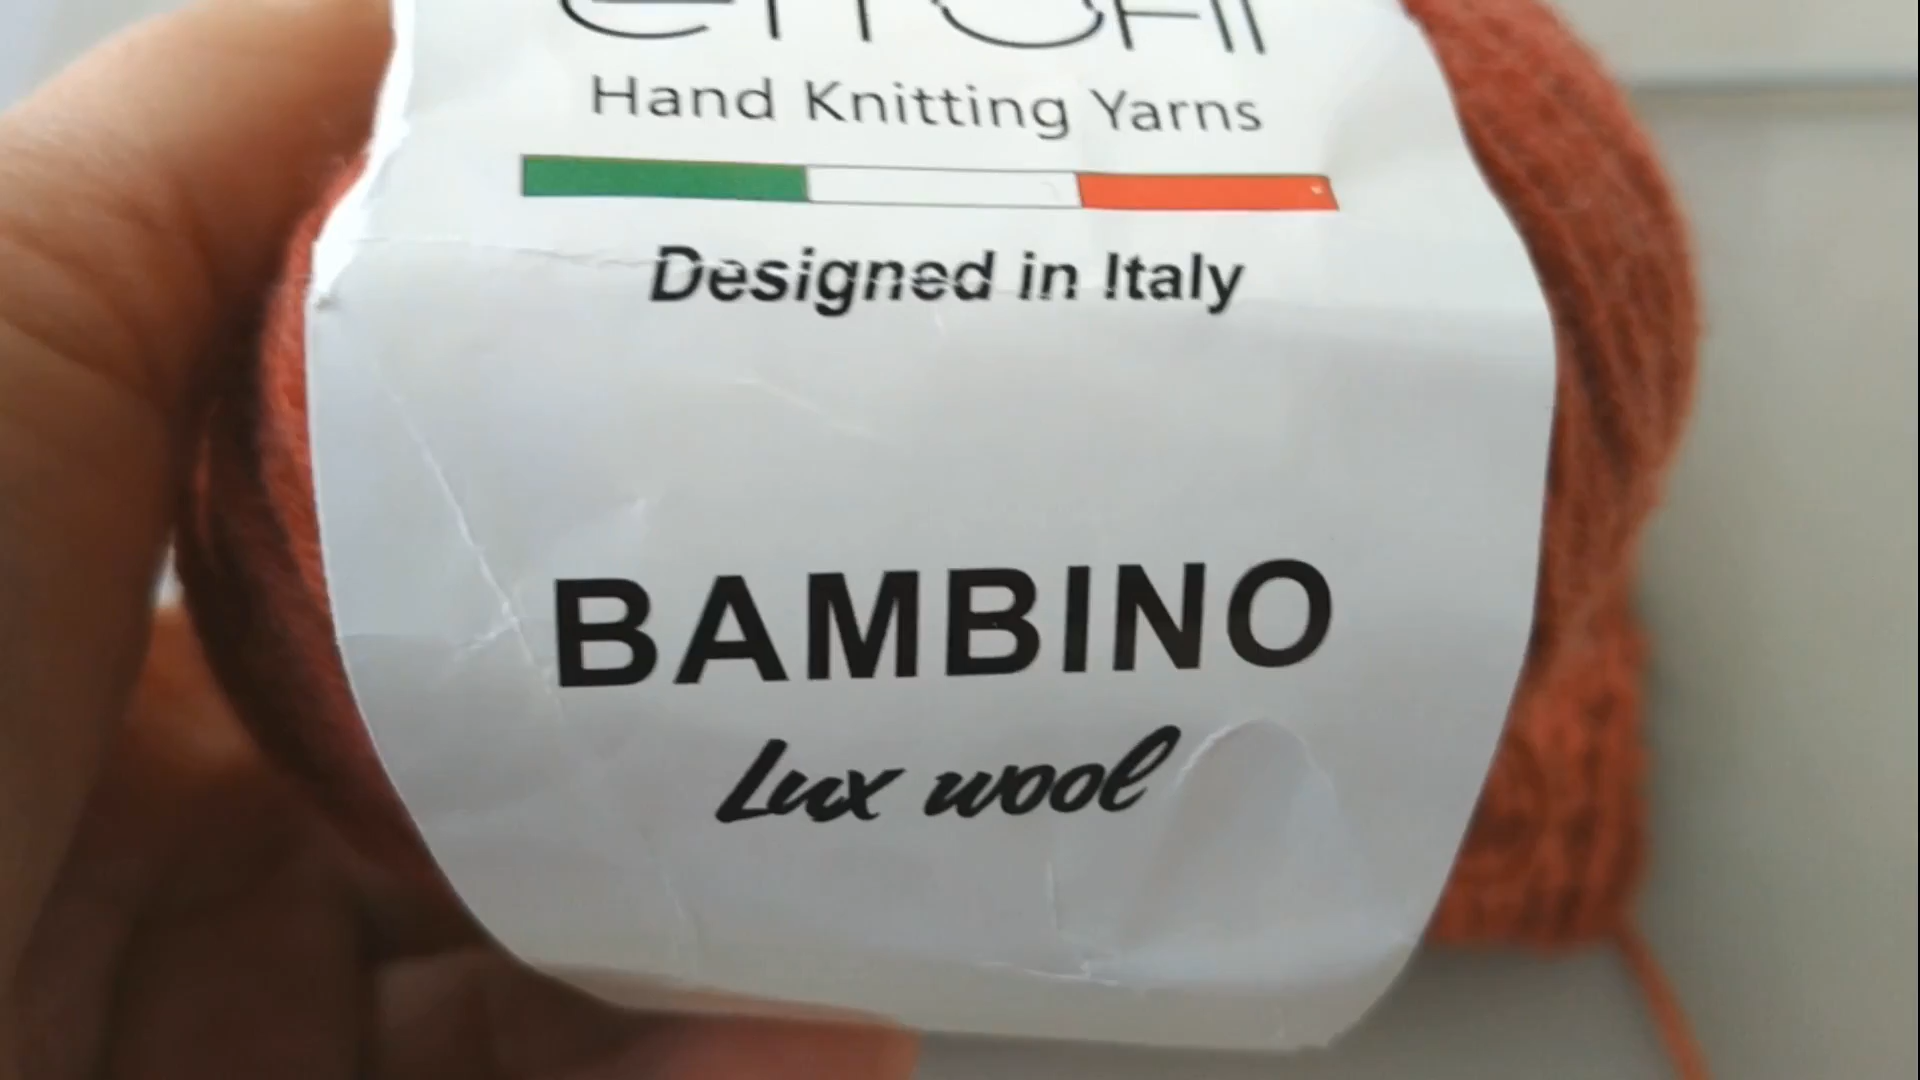 Hand Knitting Yarns
Designed in Italy
BAMBINO
Lux wool